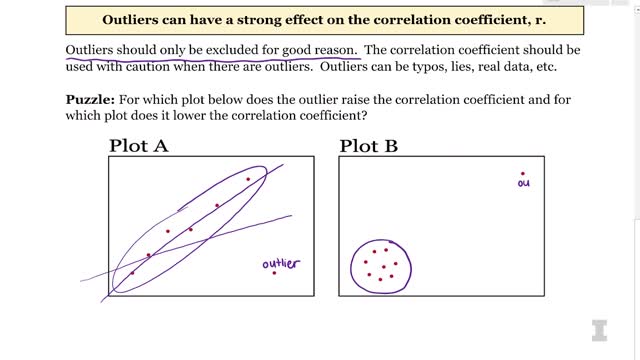 Outliers can have a strong effect on the correlation coefficient, r.
Outliers should only be excluded for good reason.  The correlation coefficient should be
used with caution when there are outliers.  Outliers can be typos, lies, real data, etc.
Puzzle: For which plot below does the outlier raise the correlation coefficient and for
which plot does it lower the correlation coefficient?
Plot A
Plot B
ou
outlier
I